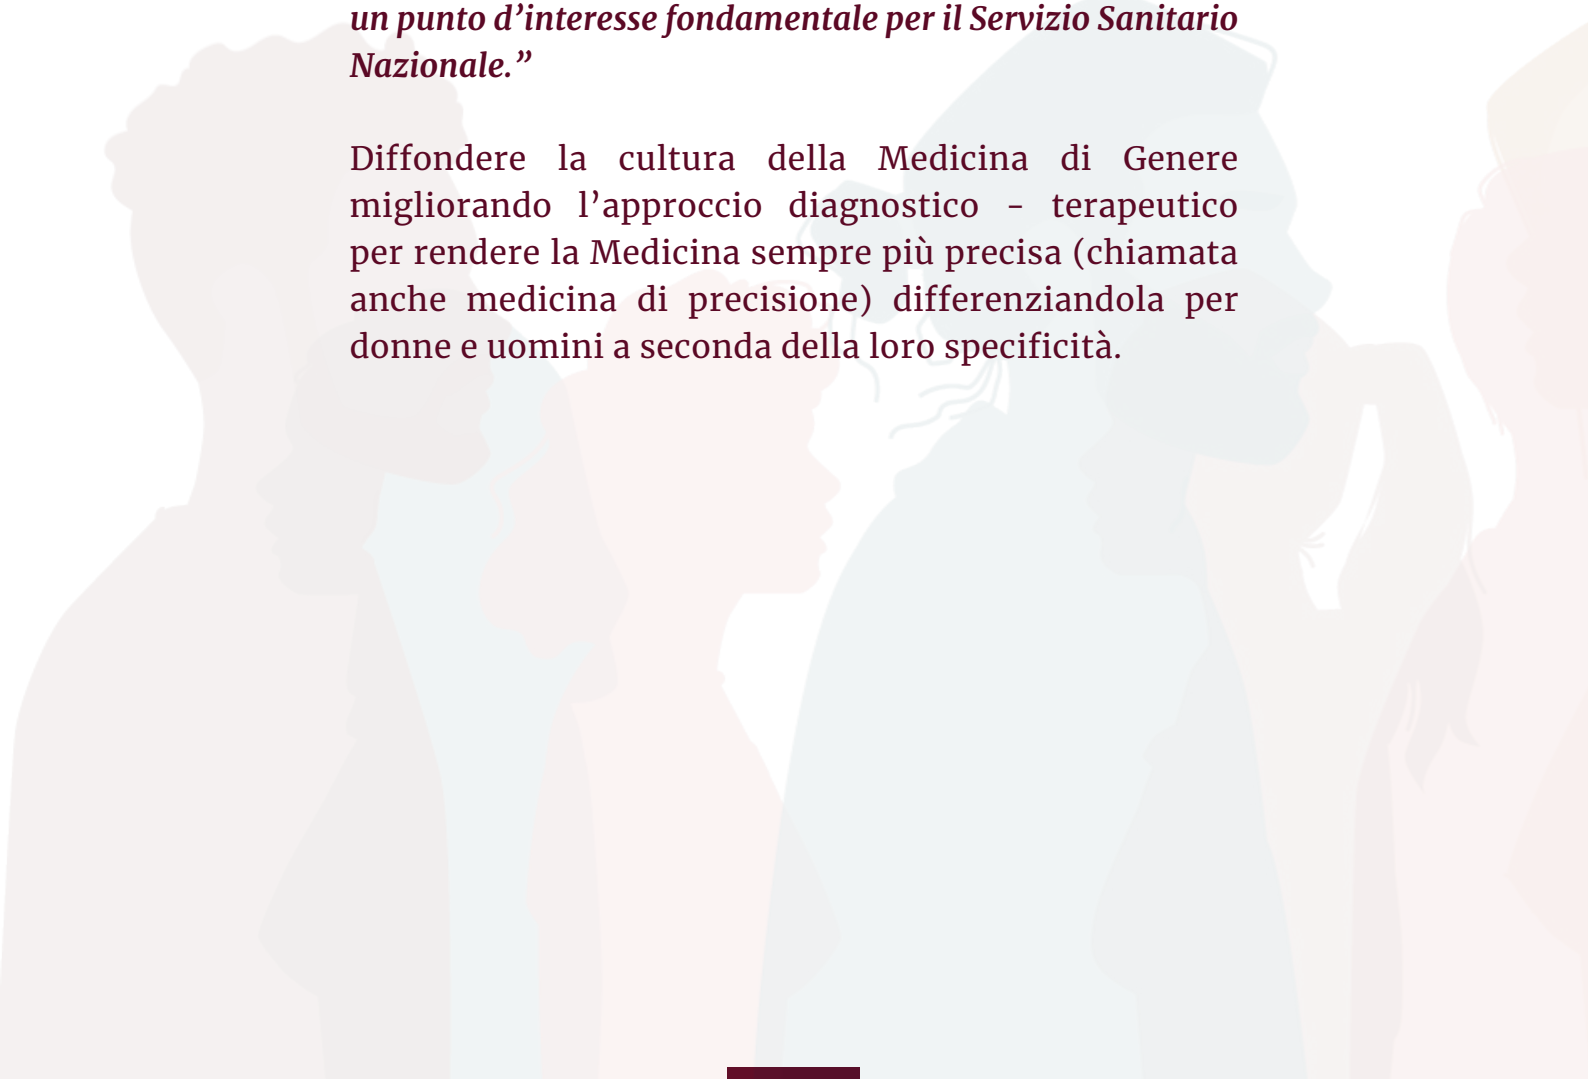 un punto d’interesse fondamentale per il Servizio Sanitario
Nazionale.”
Diffondere la cultura della Medicina di Genere
migliorando l’approccio diagnostico - terapeutico
per rendere la Medicina sempre più precisa (chiamata
anche medicina di precisione) differenziandola per
donne e uomini a seconda della loro specificità.